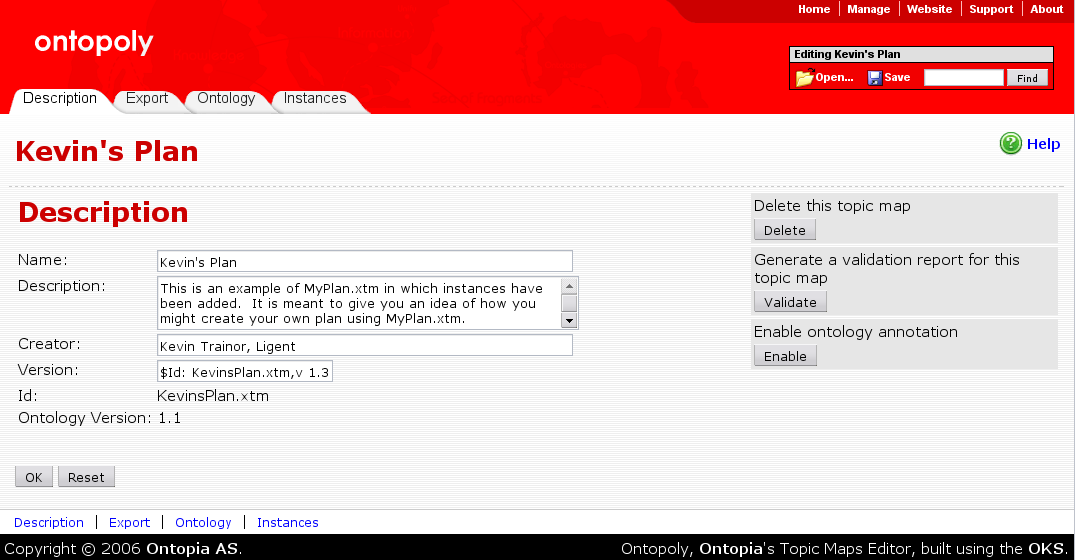 Home Manage Website Support About
ontopoly
Editing Kevin's Plan
Open... Save Find
Description Export Ontology Instances
Kevin's Plan
Help
Description
Delete this topic map
Delete
Generate a validation report for this
topic map
Validate
Enable ontology annotation
Enable
Name: Kevin's Plan
Description: This is an example of MyPlan.xtm in which instances have
been added. It is meant to give you an idea of how you
might create your own plan using MyPlan.xtm.
Creator: Kevin Trainor, Ligent
Version: $Id: KevinsPlan.xtm,v 1.3
Id: KevinsPlan.xtm
Ontology Version: 1.1
OK Reset
Description | Export | Ontology | Instances
Copyright © 2006 Ontopia AS. Ontopoly, Ontopia's Topic Maps Editor, built using the OKS.